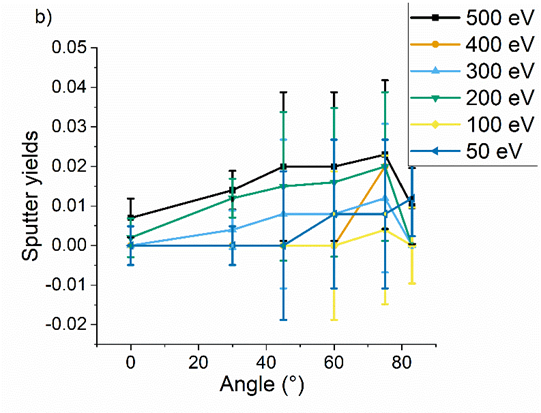 b)
500 eV
400 eV
300 eV
200 eV
100 eV
50 eV
0.05
0.04
0.03
0.02
0.01
0.00
-0.01
-0.02
Sputter yields
0 20 40 60 80
Angle (°)